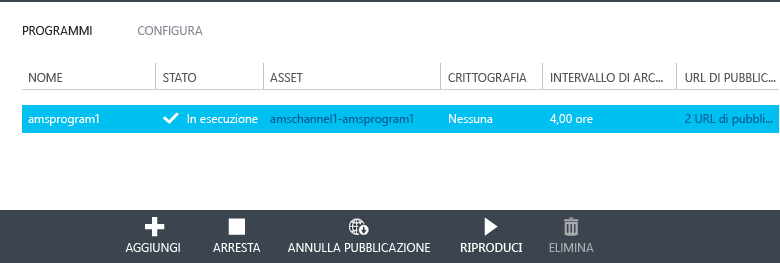 PROGRAMMI CONFIGURA
NOME STATO ASSET CRITTOGRAFIA INTERVALLO DI ARC... URL DI PUBBLIC...
amsprogram1 In esecuzione amschannel1-amsprogram1 Nessuna 4,00 ore 2 URL di pubbli...
AGGIUNGI ARRESTA ANNULLA PUBBLICAZIONE RIPRODUCI ELIMINA